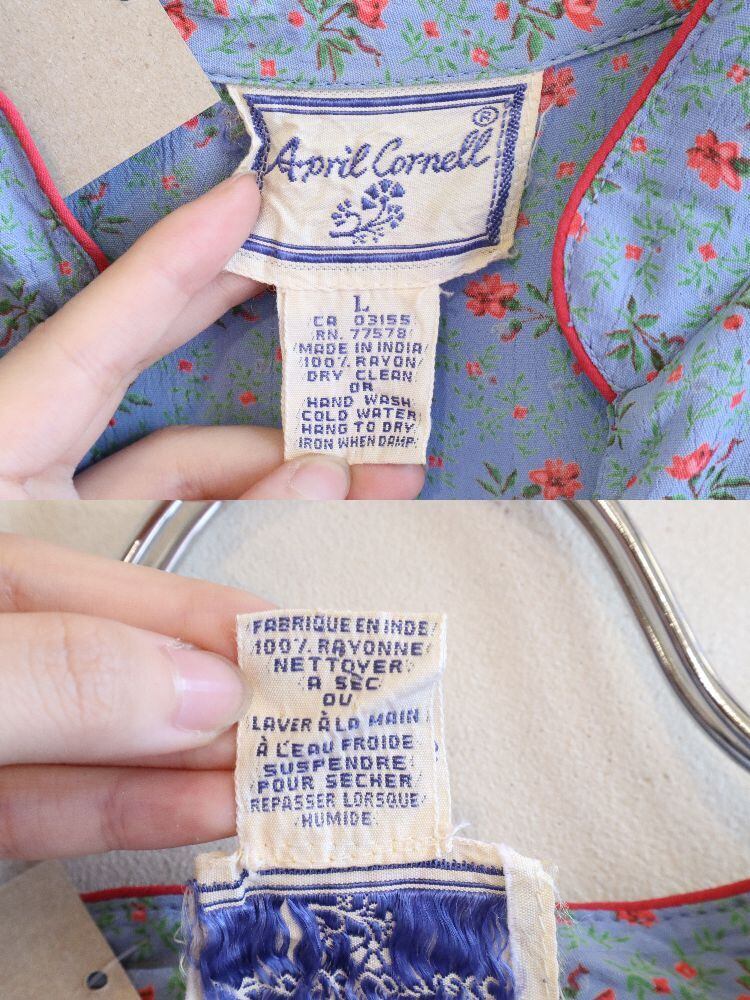 April Cornell®
L
CA 03155
RN. 77578
MADE IN INDIA
100% RAYON
DRY CLEAN
OR
HAND WASH
COLD WATER
HANG TO DRY
IRON WHEN DAMP
FABRIQUE EN INDE
100% RAYONNE
NETTOYER
A SEC
OU
LAVER À LA MAIN
À L'EAU FROIDE
SUSPENDRE
POUR SECHER
REPASSER LORSQUE
HUMIDE